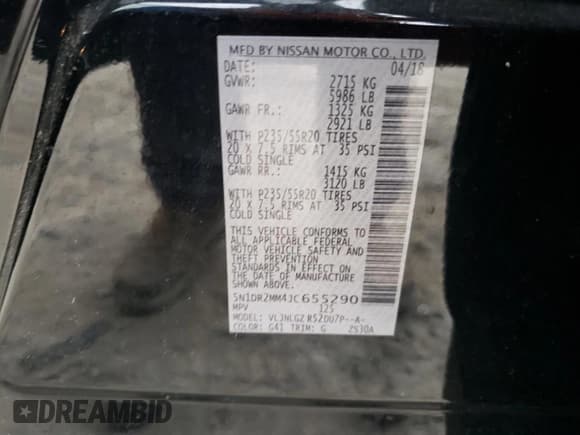 MFD BY NISSAN MOTOR CO., LTD.
DATE: 04/18
GVWR: 2715 KG
5986 LB
GAWR FR.: 1325 KG
2921 LB
WITH P235/55R20 TIRES
20 X 7.5 RIMS AT 35 PSI
COLD SINGLE
GAWR RR.: 1415 KG
3120 LB
WITH P235/55R20 TIRES
20 X 7.5 RIMS AT 35 PSI
COLD SINGLE
THIS VEHICLE CONFORMS TO
ALL APPLICABLE FEDERAL
MOTOR VEHICLE SAFETY AND
THEFT PREVENTION
STANDARDS IN EFFECT ON
THE DATE OF MANUFACTURE
SHOWN ABOVE.
5N1DR2MM4JC655290
MPV 125
MODEL: VLJNLGZ R52DU7P--A-
COLOR: G41 TRIM: G 2S30A
DREAMBID